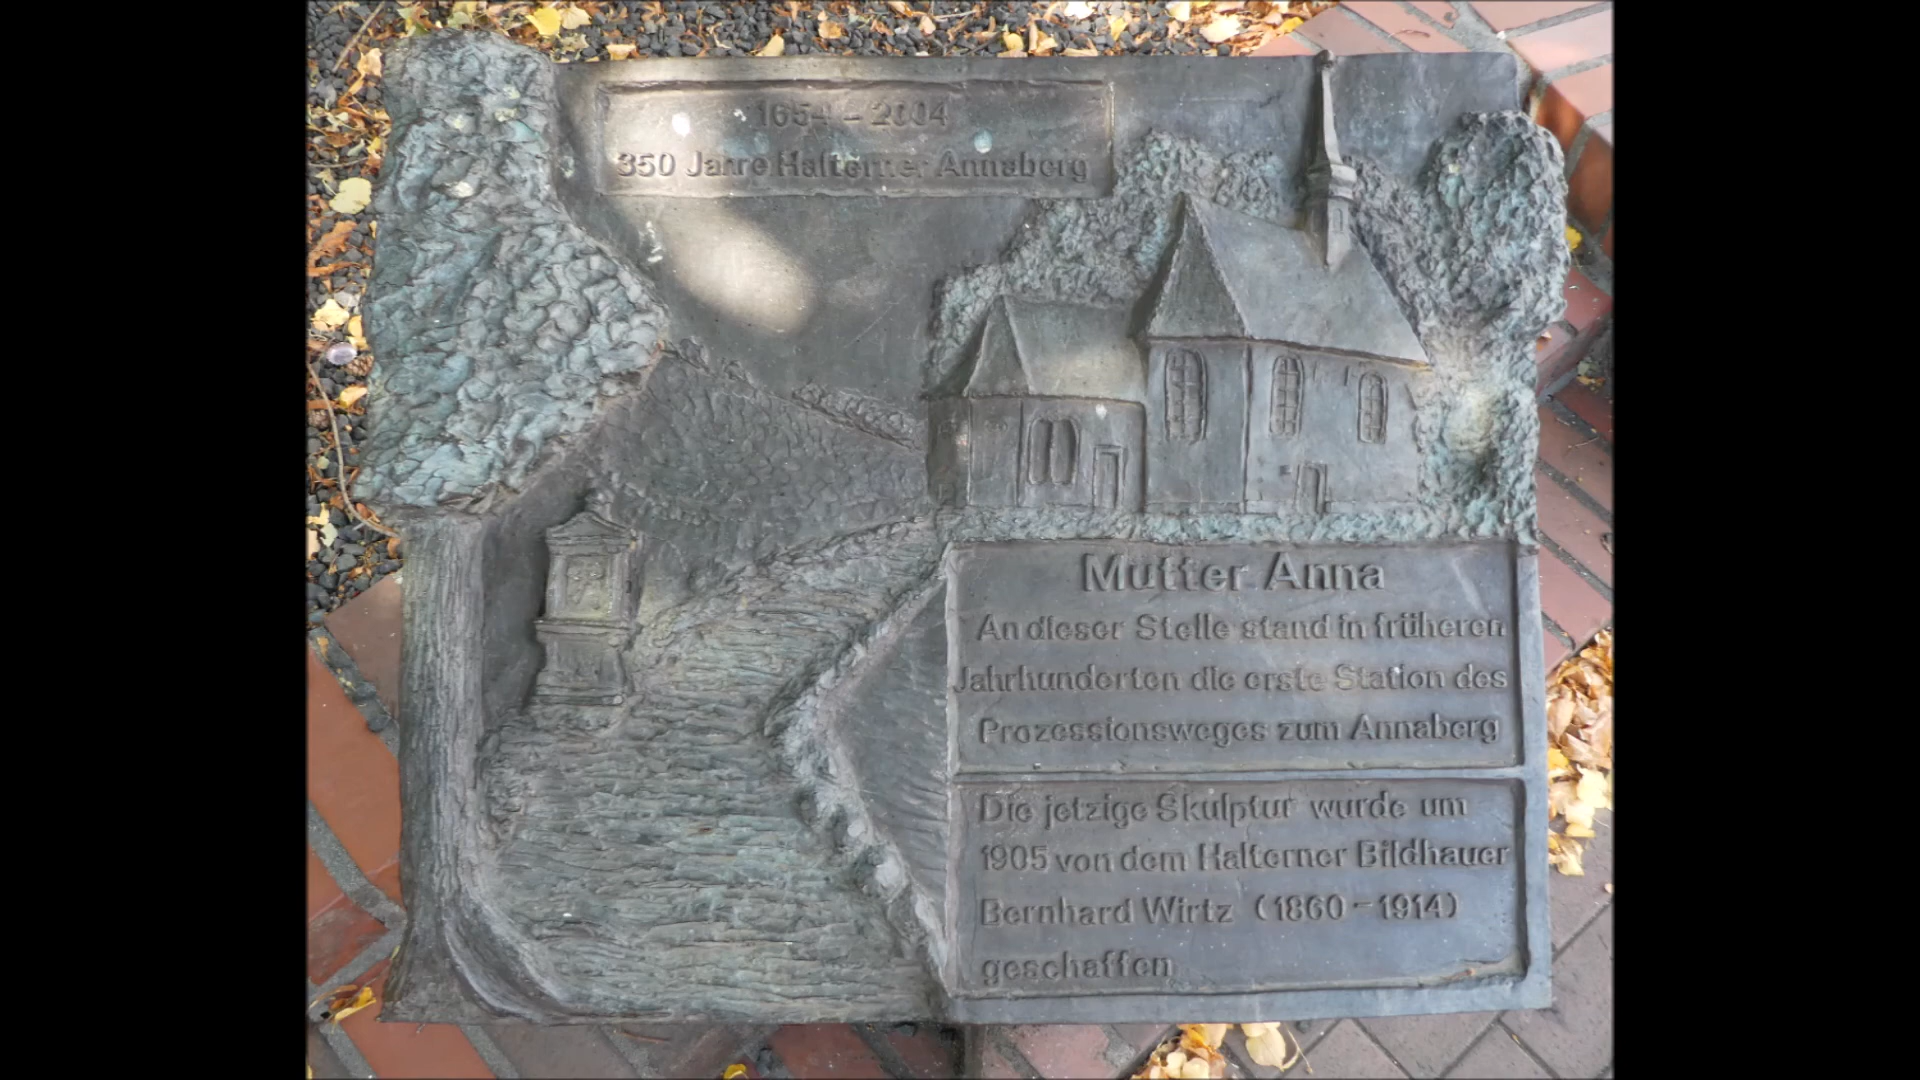 1654 - 2004
350 Jahre Halterner Annaberg
Mutter Anna
An dieser Stelle stand in früheren
Jahrhunderten die erste Station des
Prozessionsweges zum Annaberg
Die jetzige Skulptur wurde um
1905 von dem Halterner Bildhauer
Bernhard Wirtz (1860-1914)
geschaffen